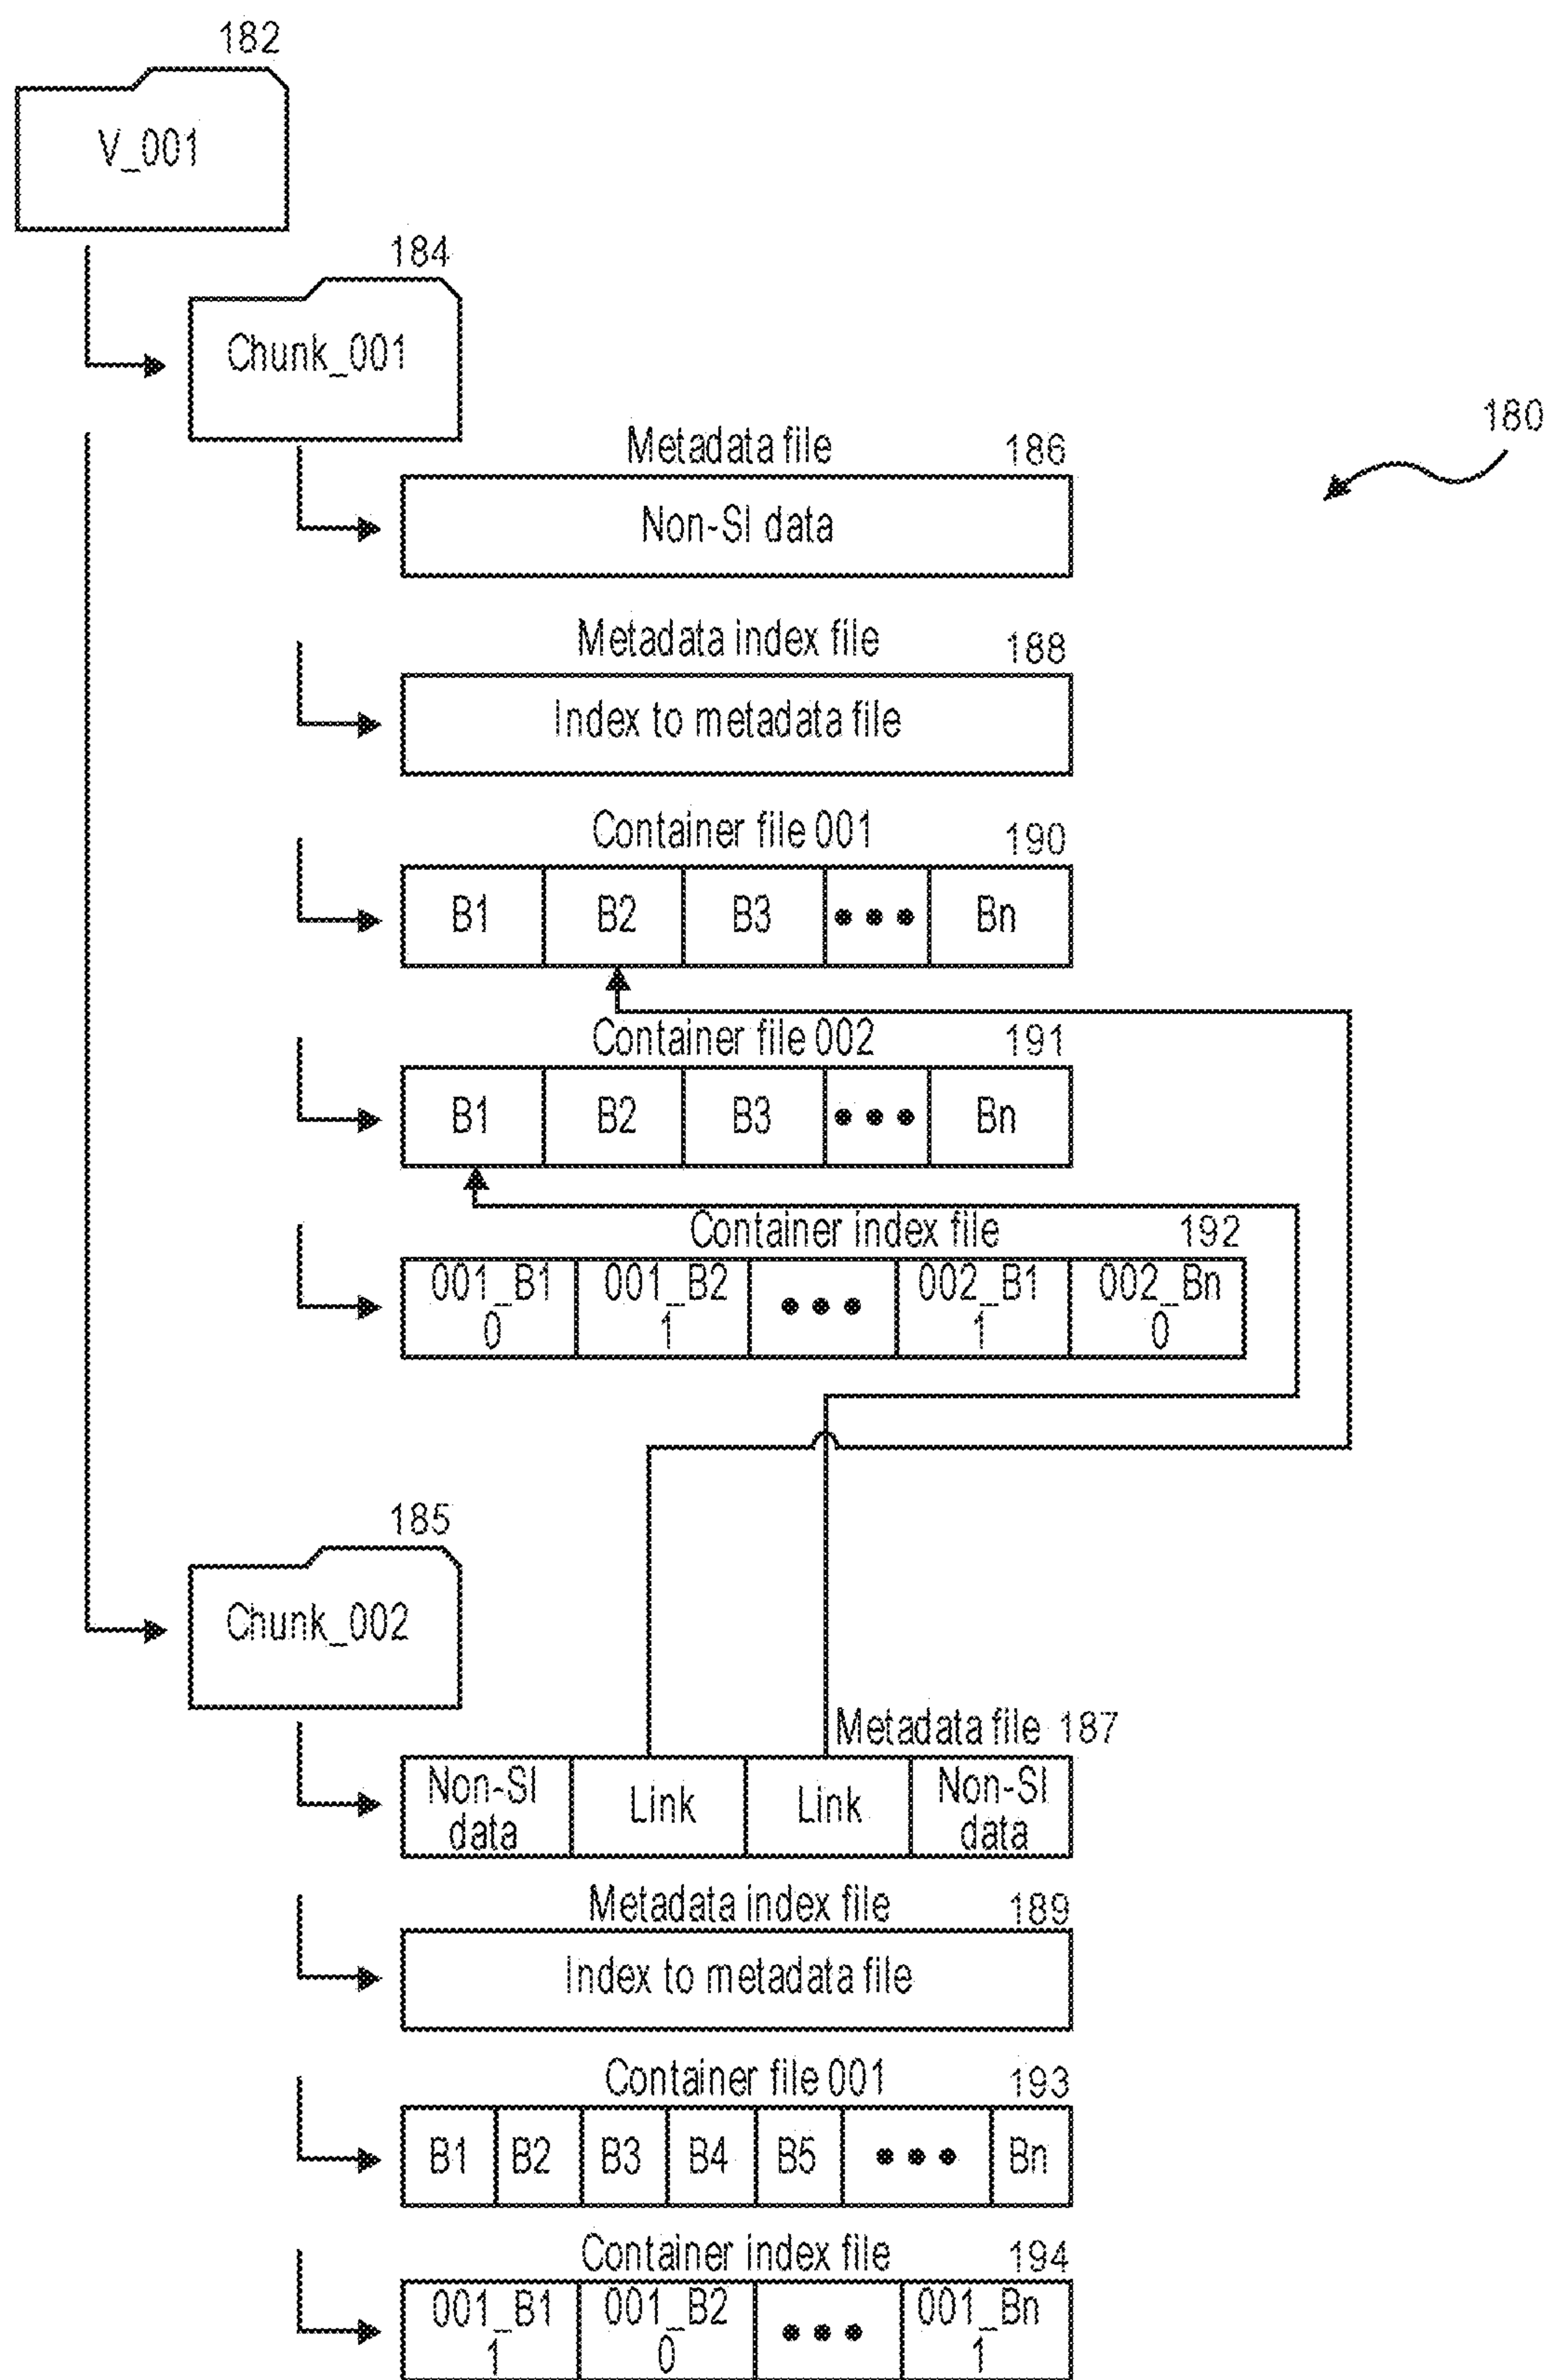 182
V_001
184
Chunk_001
180
Metadata file 186
Non-SI data
Metadata index file 188
Index to metadata file
Container file 001 190
B1 B2 B3 ●●● Bn
Container file 002 191
B1 B2 B3 ●●● Bn
Container index file 192
001_B1 001_B2 ●●● 002_B1 002_Bn
0 1 1 0
185
Chunk_002
Metadata file 187
Non-SI Link Link Non-SI
data data
Metadata index file 189
Index to metadata file
Container file 001 193
B1 B2 B3 B4 B5 ●●● Bn
Container index file 194
001_B1 001_B2 ●●● 001_Bn
1 0 1